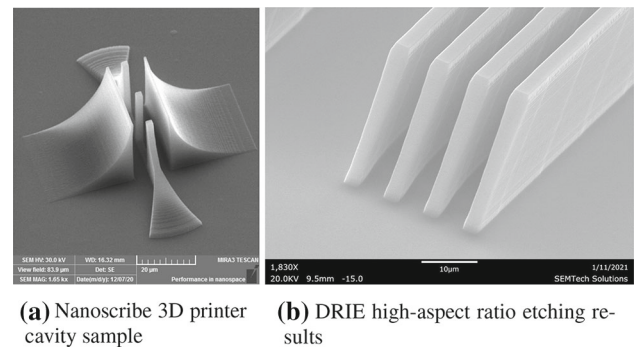 SEM HV: 30.0 kV WD: 16.32 mm MIRA3 TESCAN
View field: 83.9 µm Det: SE 20 µm
SEM MAG: 1.65 kx Date(m/d/y): 12/07/20 Performance in nanospace
1,830X 10µm 1/11/2021
20.0KV 9.5mm -15.0 SEMTech Solutions
(a) Nanoscribe 3D printer
cavity sample
(b) DRIE high-aspect ratio etching re-
sults